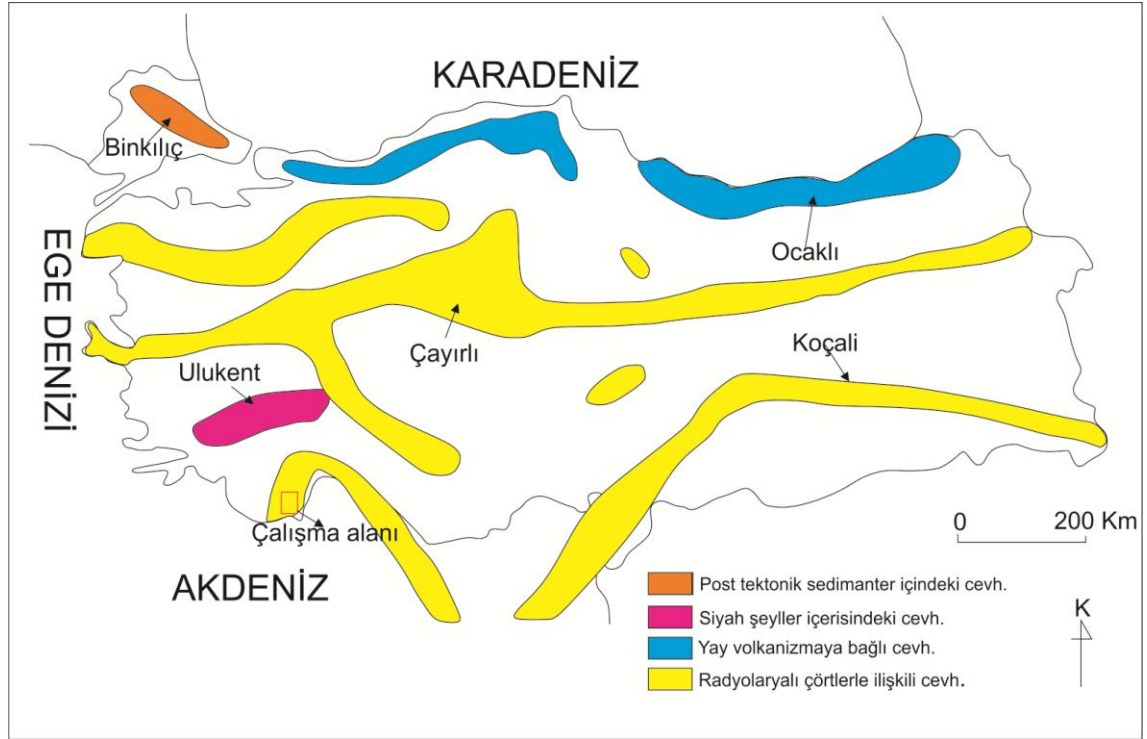 KARADENİZ
Binkılıç
Ocaklı
EGE DENİZİ
Çayırlı
Koçali
Ulukent
Çalışma alanı
0 200 Km
AKDENİZ
Post tektonik sedimanter içindeki cevh.
K
Siyah şeyller içerisindeki cevh.
Yay volkanizmaya bağlı cevh.
Radyolaryalı çörtlerle ilişkili cevh.